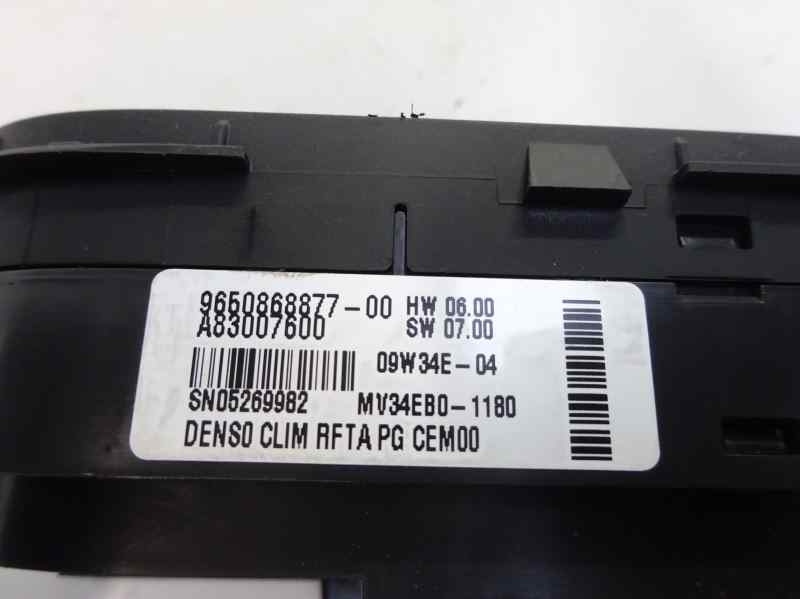 9650868877-00 HW 06.00
A83007600 SW 07.00
09W34E-04
SN05269982 MV34EB0-1180
DENSO CLIM RFTA PG CEM00